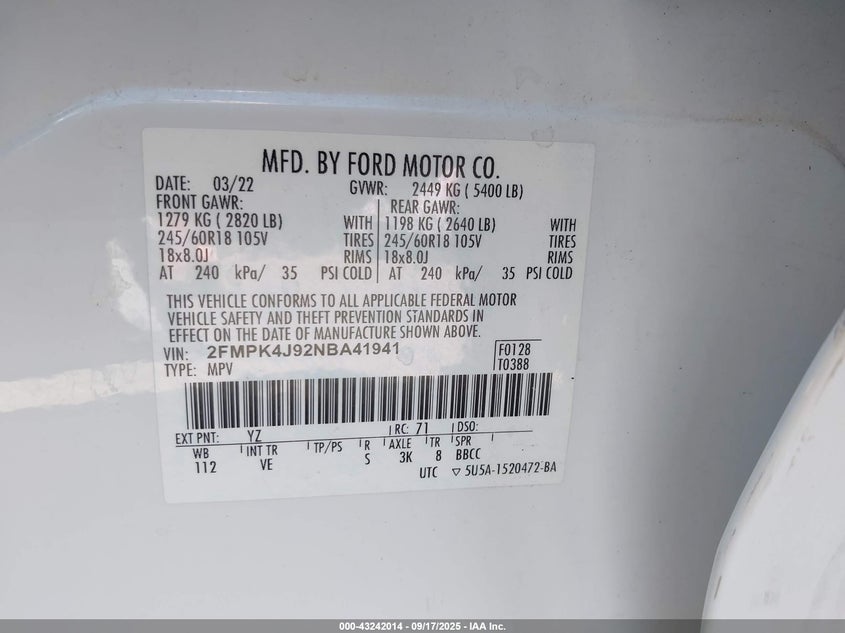 MFD. BY FORD MOTOR CO.
DATE: 03/22 GVWR: 2449 KG ( 5400 LB)
FRONT GAWR: REAR GAWR:
1279 KG ( 2820 LB) WITH 1198 KG ( 2640 LB) WITH
245/60R18 105V TIRES 245/60R18 105V TIRES
18x8.0J RIMS 18x8.0J RIMS
AT 240 kPa/ 35 PSI COLD AT 240 kPa/ 35 PSI COLD
THIS VEHICLE CONFORMS TO ALL APPLICABLE FEDERAL MOTOR
VEHICLE SAFETY AND THEFT PREVENTION STANDARDS IN
EFFECT ON THE DATE OF MANUFACTURE SHOWN ABOVE.
VIN: 2FMPK4J92NBA41941 F0128
TYPE: MPV T0388
EXT PNT: YZ RC: 71 DSO:
WB INT TR TP/PS R AXLE TR SPR
112 VE S 3K 8 BBCC
UTC ▽ 5U5A-1520472-BA
000-43242014 - 09/17/2025 - IAA Inc.